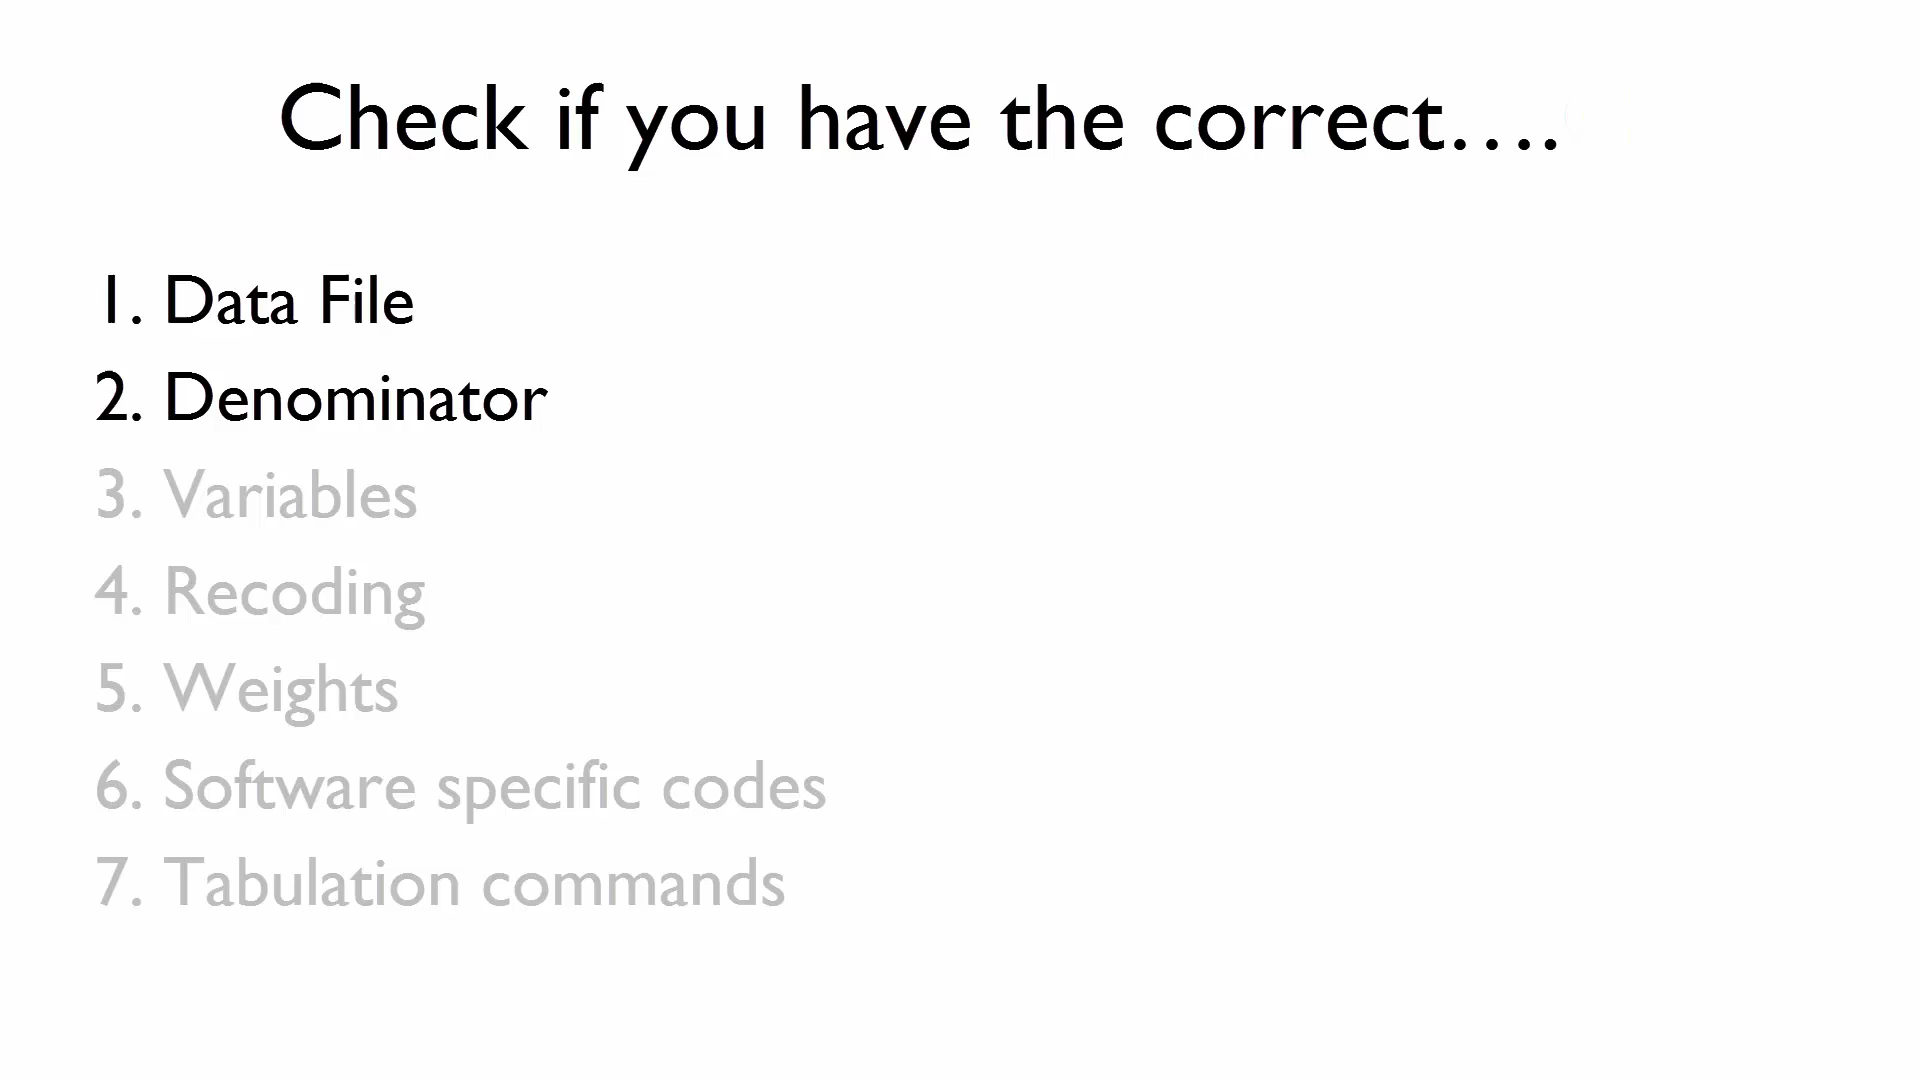 Check if you have the correct….
1. Data File
2. Denominator
3. Variables
4. Recoding
5. Weights
6. Software specific codes
7. Tabulation commands